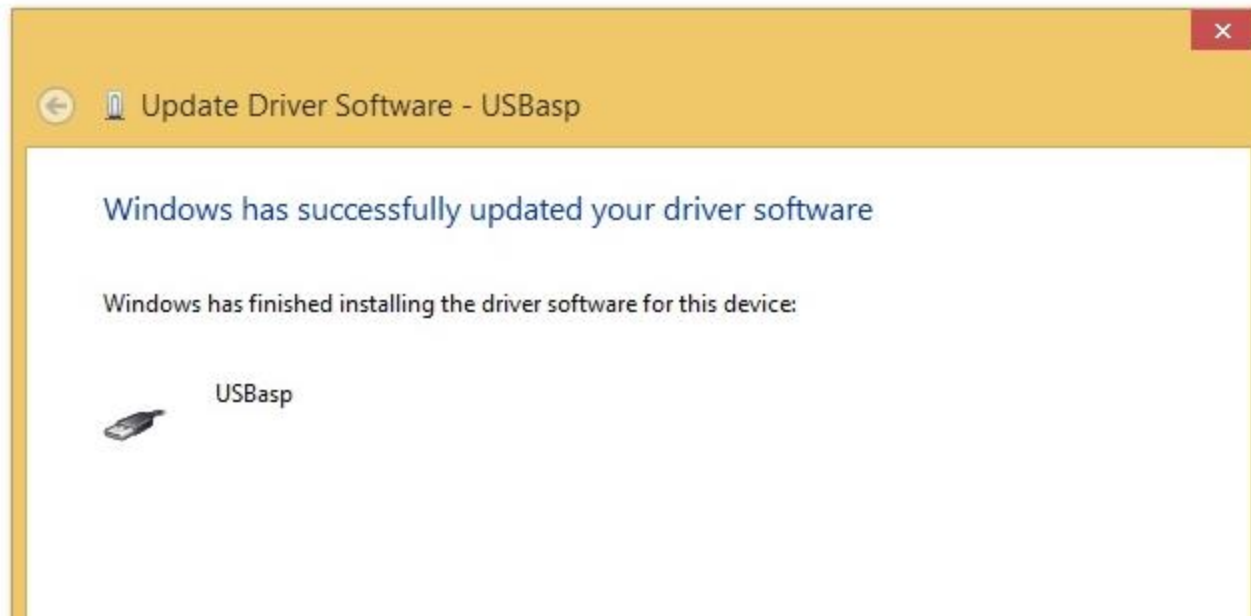 Update Driver Software - USBasp
Windows has successfully updated your driver software
Windows has finished installing the driver software for this device:
USBasp